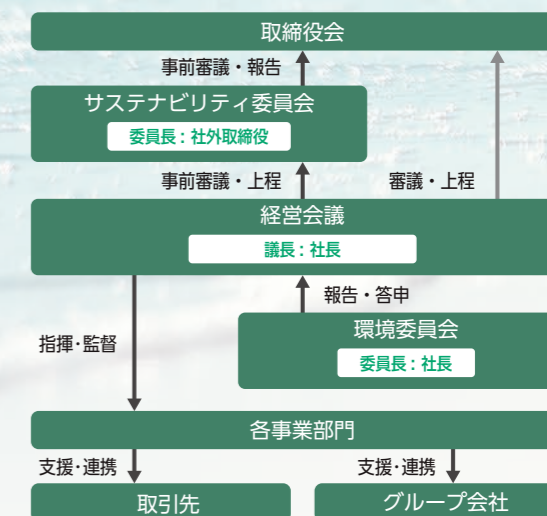 取締役会
事前審議・報告
サステナビリティ委員会
委員長：社外取締役
事前審議・上程
審議・上程
経営会議
議長：社長
報告・答申
環境委員会
委員長：社長
指揮・監督
各事業部門
支援・連携
支援・連携
取引先
グループ会社